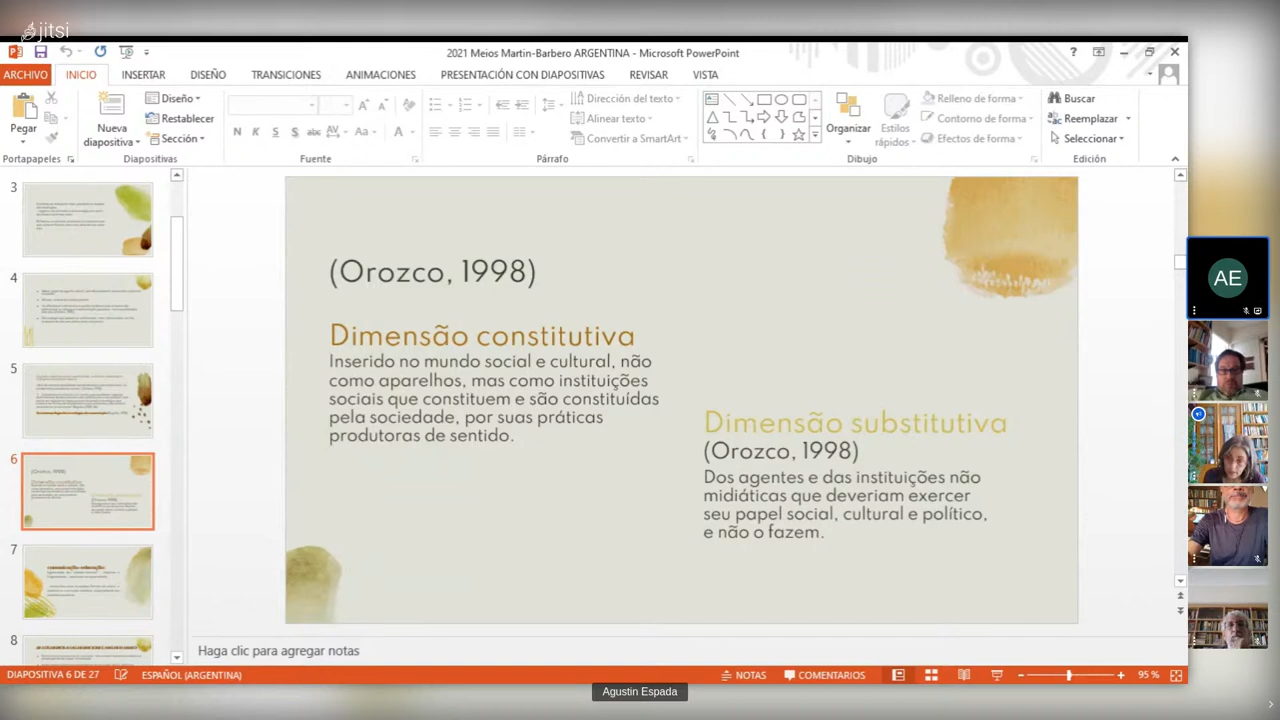 jitsi
2021 Meios Martin-Barbero ARGENTINA - Microsoft PowerPoint
ARCHIVO INICIO INSERTAR DISEÑO TRANSICIONES ANIMACIONES PRESENTACIÓN CON DIAPOSITIVAS REVISAR VISTA
Pegar
Nueva diapositiva
Diseño
Restablecer
Sección
Dirección del texto
Alinear texto
Convertir a SmartArt
Organizar
Estilos rápidos
Relleno de forma
Contorno de forma
Efectos de forma
Buscar
Reemplazar
Seleccionar
Portapapeles Diapositivas Fuente Párrafo Dibujo Edición
3
4
5
6
7
8
(Orozco, 1998)
Dimensão constitutiva
Inserido no mundo social e cultural, não
como aparelhos, mas como instituições
sociais que constituem e são constituídas
pela sociedade, por suas práticas
produtoras de sentido.
Dimensão substitutiva
(Orozco, 1998)
Dos agentes e das instituições não
midiáticas que deveriam exercer
seu papel social, cultural e político,
e não o fazem.
AE
Haga clic para agregar notas
DIAPOSITIVA 6 DE 27 ESPAÑOL (ARGENTINA) NOTAS COMENTARIOS 95 %
Agustin Espada